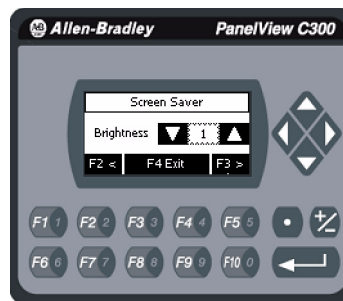 AB Allen-Bradley PanelView C300
Screen Saver
Brightness 1
F2 < F4 Exit F3 >
F1 1 F2 2 F3 3 F4 4 F5 5 • +/-
F6 6 F7 7 F8 8 F9 9 F10 0